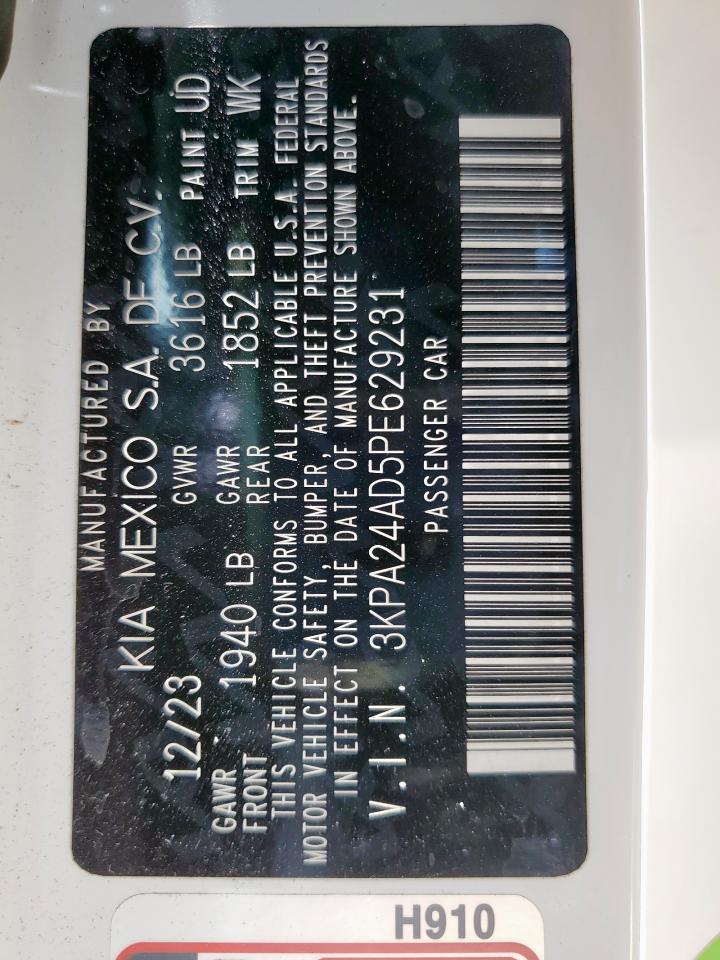 MANUFACTURED BY
KIA MEXICO S.A. DE C.V.
12/23 GVWR 3616 LB PAINT UD
GAWR FRONT 1940 LB GAWR REAR 1852 LB TRIM WK
THIS VEHICLE CONFORMS TO ALL APPLICABLE U.S.A. FEDERAL
MOTOR VEHICLE SAFETY, BUMPER, AND THEFT PREVENTION STANDARDS
IN EFFECT ON THE DATE OF MANUFACTURE SHOWN ABOVE.
V.I.N. 3KPA24AD5PE629231
PASSENGER CAR
H910